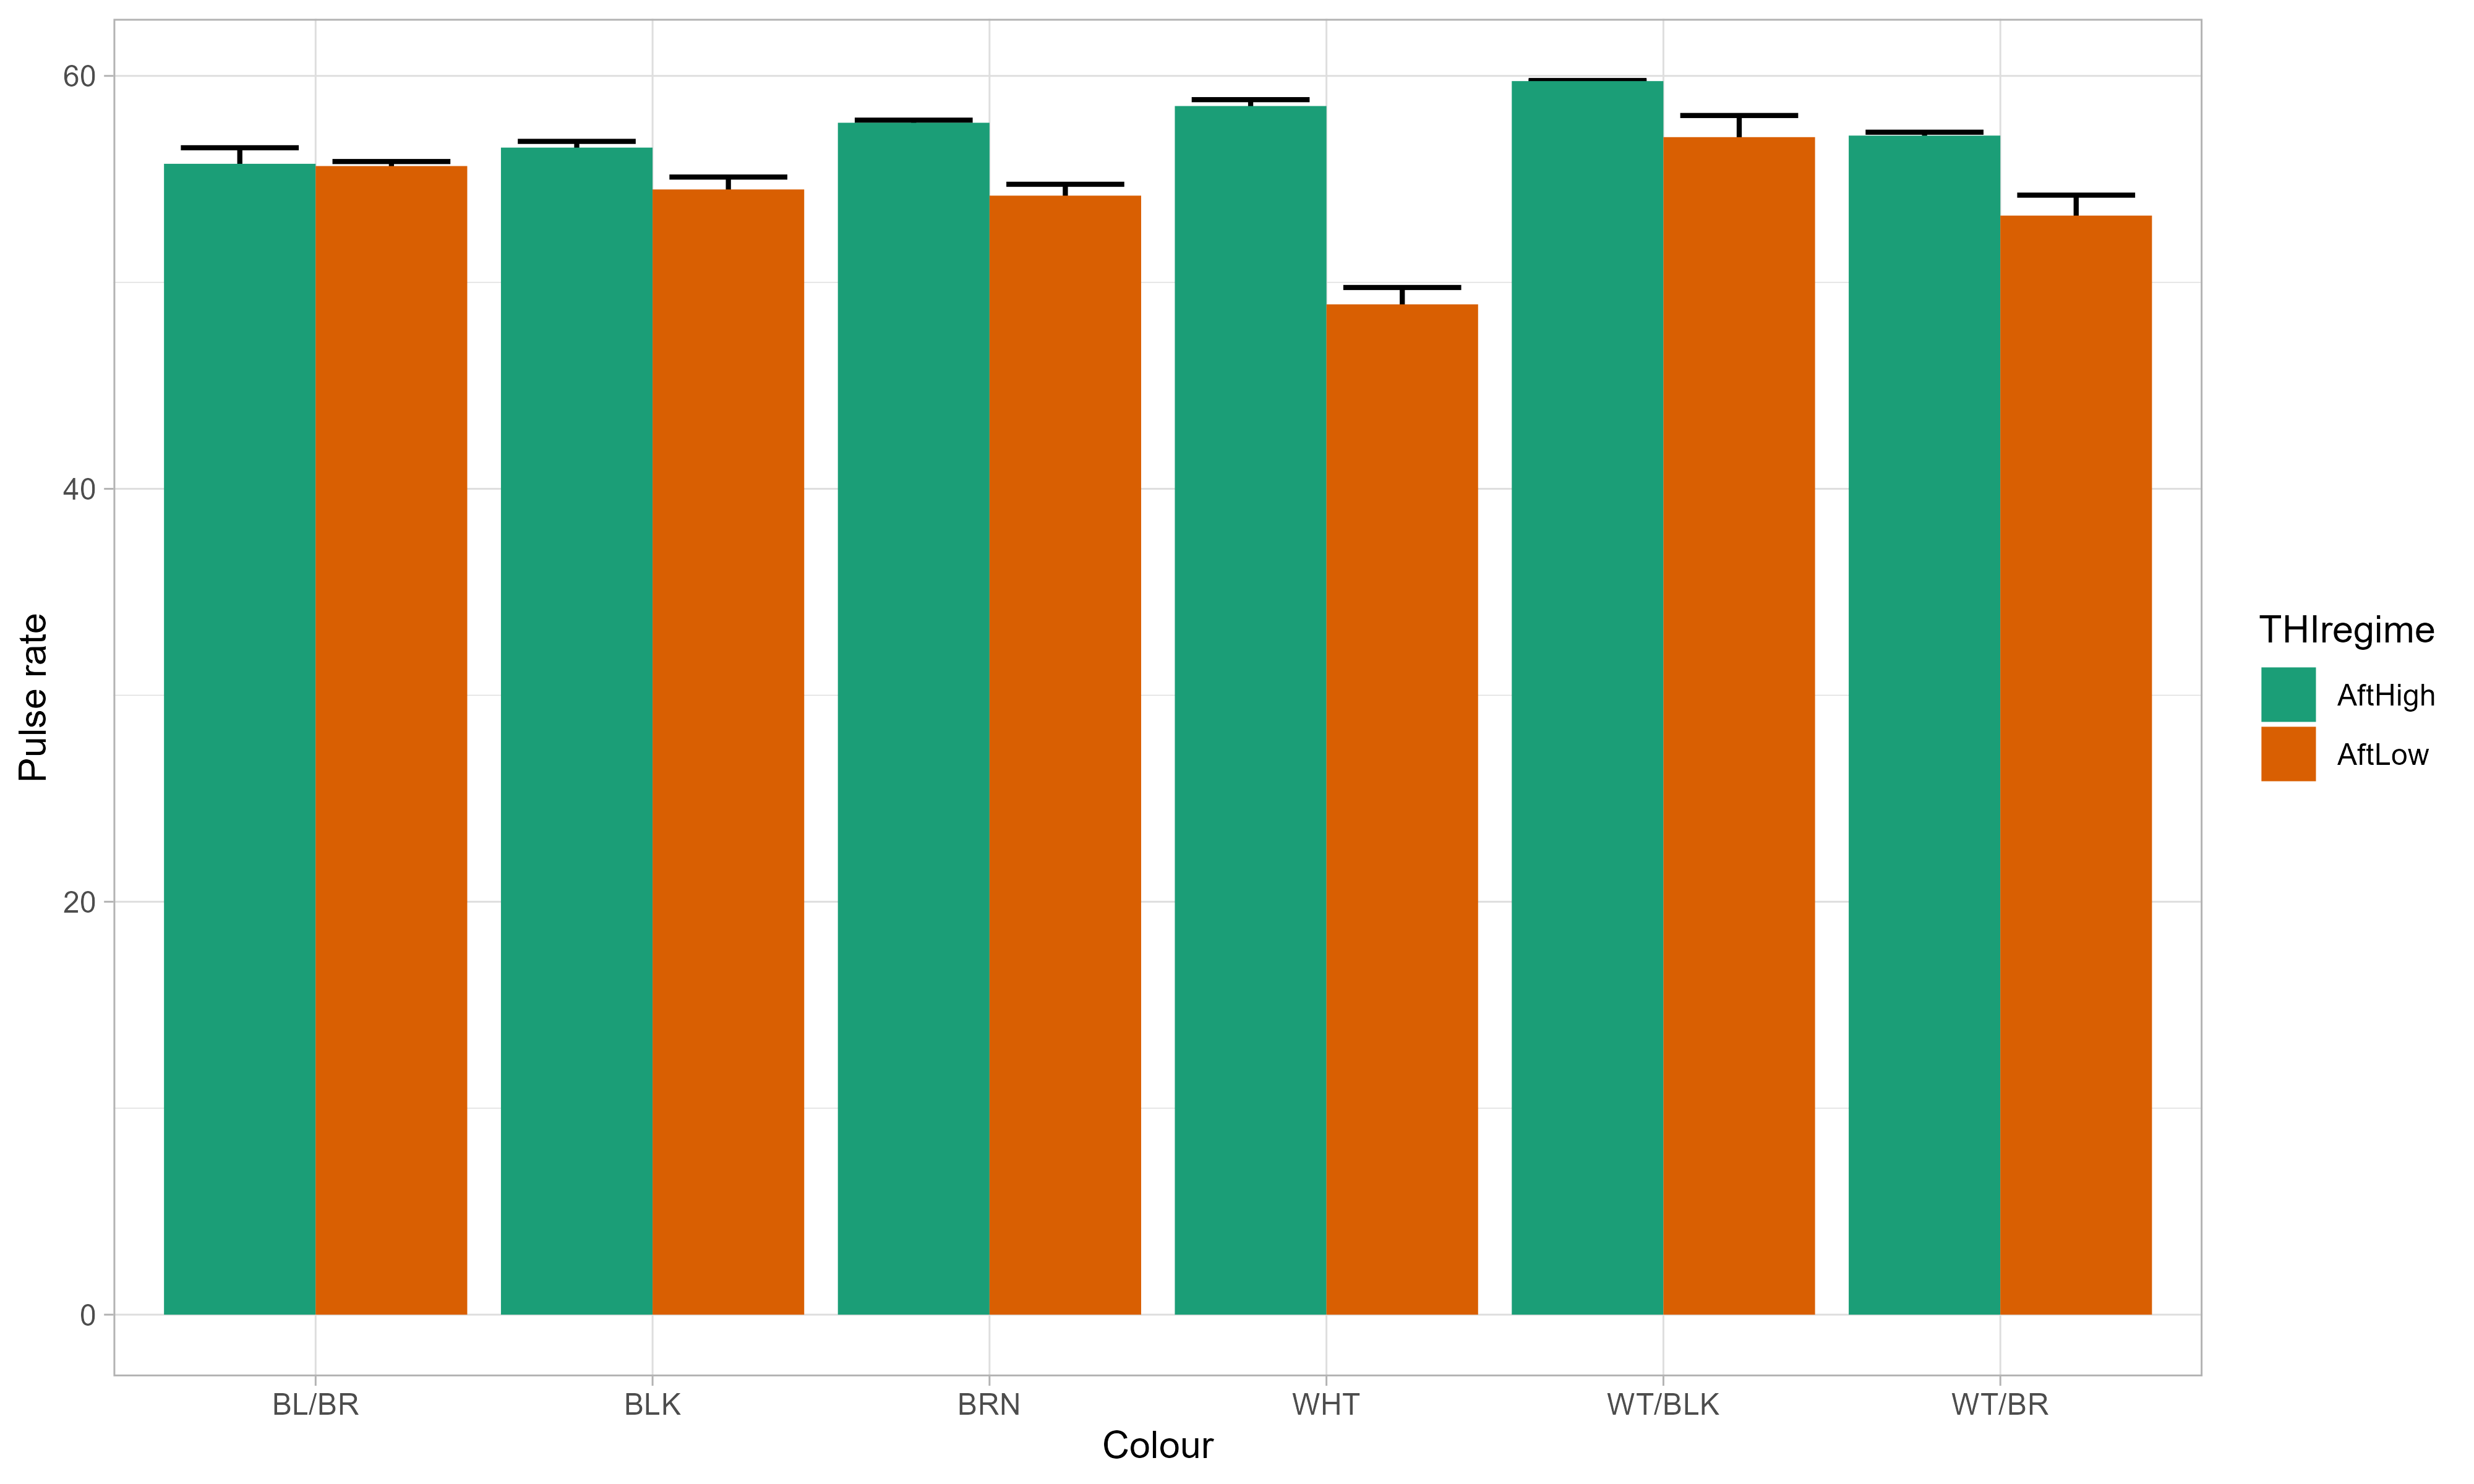 60
40
20
0
Pulse rate
BL/BR BLK BRN WHT WT/BLK WT/BR
Colour
THIregime
AftHigh
AftLow